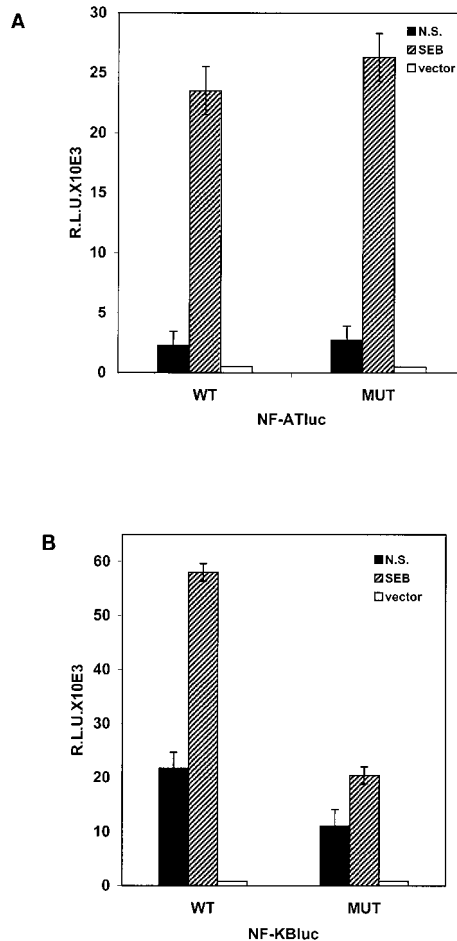 A
30
25
20
15
10
5
0
R.L.U.X10E3
N.S.
SEB
vector
WT
MUT
NF-ATluc
B
60
50
40
30
20
10
0
R.L.U.X10E3
N.S.
SEB
vector
WT
MUT
NF-KBluc